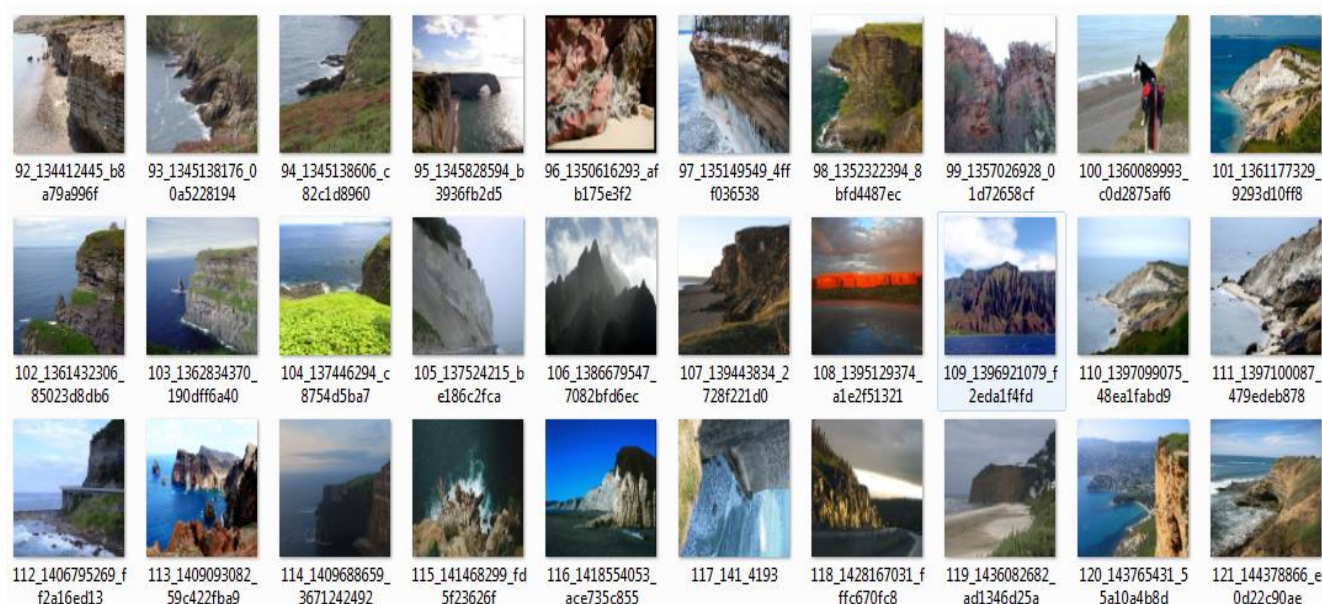 92_134412445_b8
a79a996f
93_1345138176_0
0a5228194
94_1345138606_c
82c1d8960
95_1345828594_b
3936fb2d5
96_1350616293_af
b175e3f2
97_135149549_4ff
f036538
98_1352322394_8
bfd4487ec
99_1357026928_0
1d72658cf
100_1360089993_
c0d2875af6
101_1361177329_
9293d10ff8
102_1361432306_
85023d8db6
103_1362834370_
190dff6a40
104_137446294_c
8754d5ba7
105_137524215_b
e186c2fca
106_1386679547_
7082bfd6ec
107_139443834_2
728f221d0
108_1395129374_
a1e2f51321
109_1396921079_f
2eda1f4fd
110_1397099075_
48ea1fabd9
111_1397100087_
479edeb878
112_1406795269_f
f2a16ed13
113_1409093082_
59c422fba9
114_1409688659_
3671242492
115_141468299_fd
5f23626f
116_1418554053_
ace735c855
117_141_4193
118_1428167031_f
ffc670fc8
119_1436082682_
ad1346d25a
120_143765431_5
5a10a4b8d
121_144378866_e
0d22c90ae